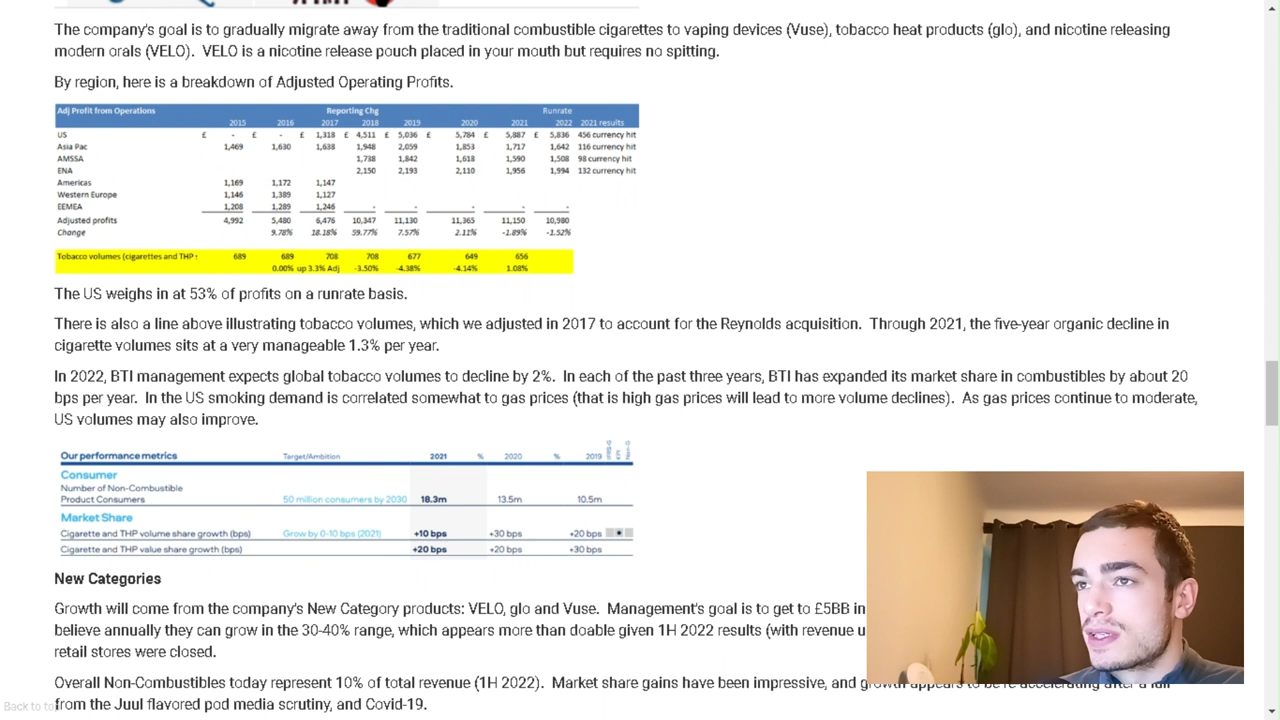 The company's goal is to gradually migrate away from the traditional combustible cigarettes to vaping devices (Vuse), tobacco heat products (glo), and nicotine releasing
modern orals (VELO). VELO is a nicotine release pouch placed in your mouth but requires no spitting.
By region, here is a breakdown of Adjusted Operating Profits.
Adj Profit from Operations Reporting Chg Runrate
2015 2016 2017 2018 2019 2020 2021 2022 2021 results
US £ - £ - £ 1,318 £ 4,511 £ 5,036 £ 5,784 £ 5,887 £ 5,836 456 currency hit
Asia Pac 1,469 1,630 1,638 1,948 2,059 1,853 1,717 1,642 116 currency hit
AMSSA 1,738 1,842 1,618 1,590 1,508 98 currency hit
ENA 2,150 2,193 2,110 1,956 1,994 132 currency hit
Americas 1,169 1,172 1,147
Western Europe 1,146 1,389 1,127
EEMEA 1,208 1,289 1,246 - - - - -
Adjusted profits 4,992 5,480 6,476 10,347 11,130 11,365 11,150 10,980
Change 9.78% 18.18% 59.77% 7.57% 2.11% -1.89% -1.52%
Tobacco volumes (cigarettes and THP 689 689 708 708 677 649 656
0.00% up 3.3% Adj -3.50% -4.38% -4.14% 1.08%
The US weighs in at 53% of profits on a runrate basis.
There is also a line above illustrating tobacco volumes, which we adjusted in 2017 to account for the Reynolds acquisition. Through 2021, the five-year organic decline in
cigarette volumes sits at a very manageable 1.3% per year.
In 2022, BTI management expects global tobacco volumes to decline by 2%. In each of the past three years, BTI has expanded its market share in combustibles by about 20
bps per year. In the US smoking demand is correlated somewhat to gas prices (that is high gas prices will lead to more volume declines). As gas prices continue to moderate,
US volumes may also improve.
Our performance metrics Target/Ambition 2021 % 2020 % 2019
Consumer
Number of Non-Combustible
Product Consumers 50 million consumers by 2030 18.3m 13.5m 10.5m
Market Share
Cigarette and THP volume share growth (bps) Grow by 0-10 bps (2021) +10 bps +30 bps +20 bps
Cigarette and THP value share growth (bps) +20 bps +20 bps +30 bps
New Categories
Growth will come from the company's New Category products: VELO, glo and Vuse. Management's goal is to get to £5BB in
believe annually they can grow in the 30-40% range, which appears more than doable given 1H 2022 results (with revenue u
retail stores were closed.
Overall Non-Combustibles today represent 10% of total revenue (1H 2022). Market share gains have been impressive, and growth appears to be re accelerating after a
from the Juul flavored pod media scrutiny, and Covid-19.
Back to to